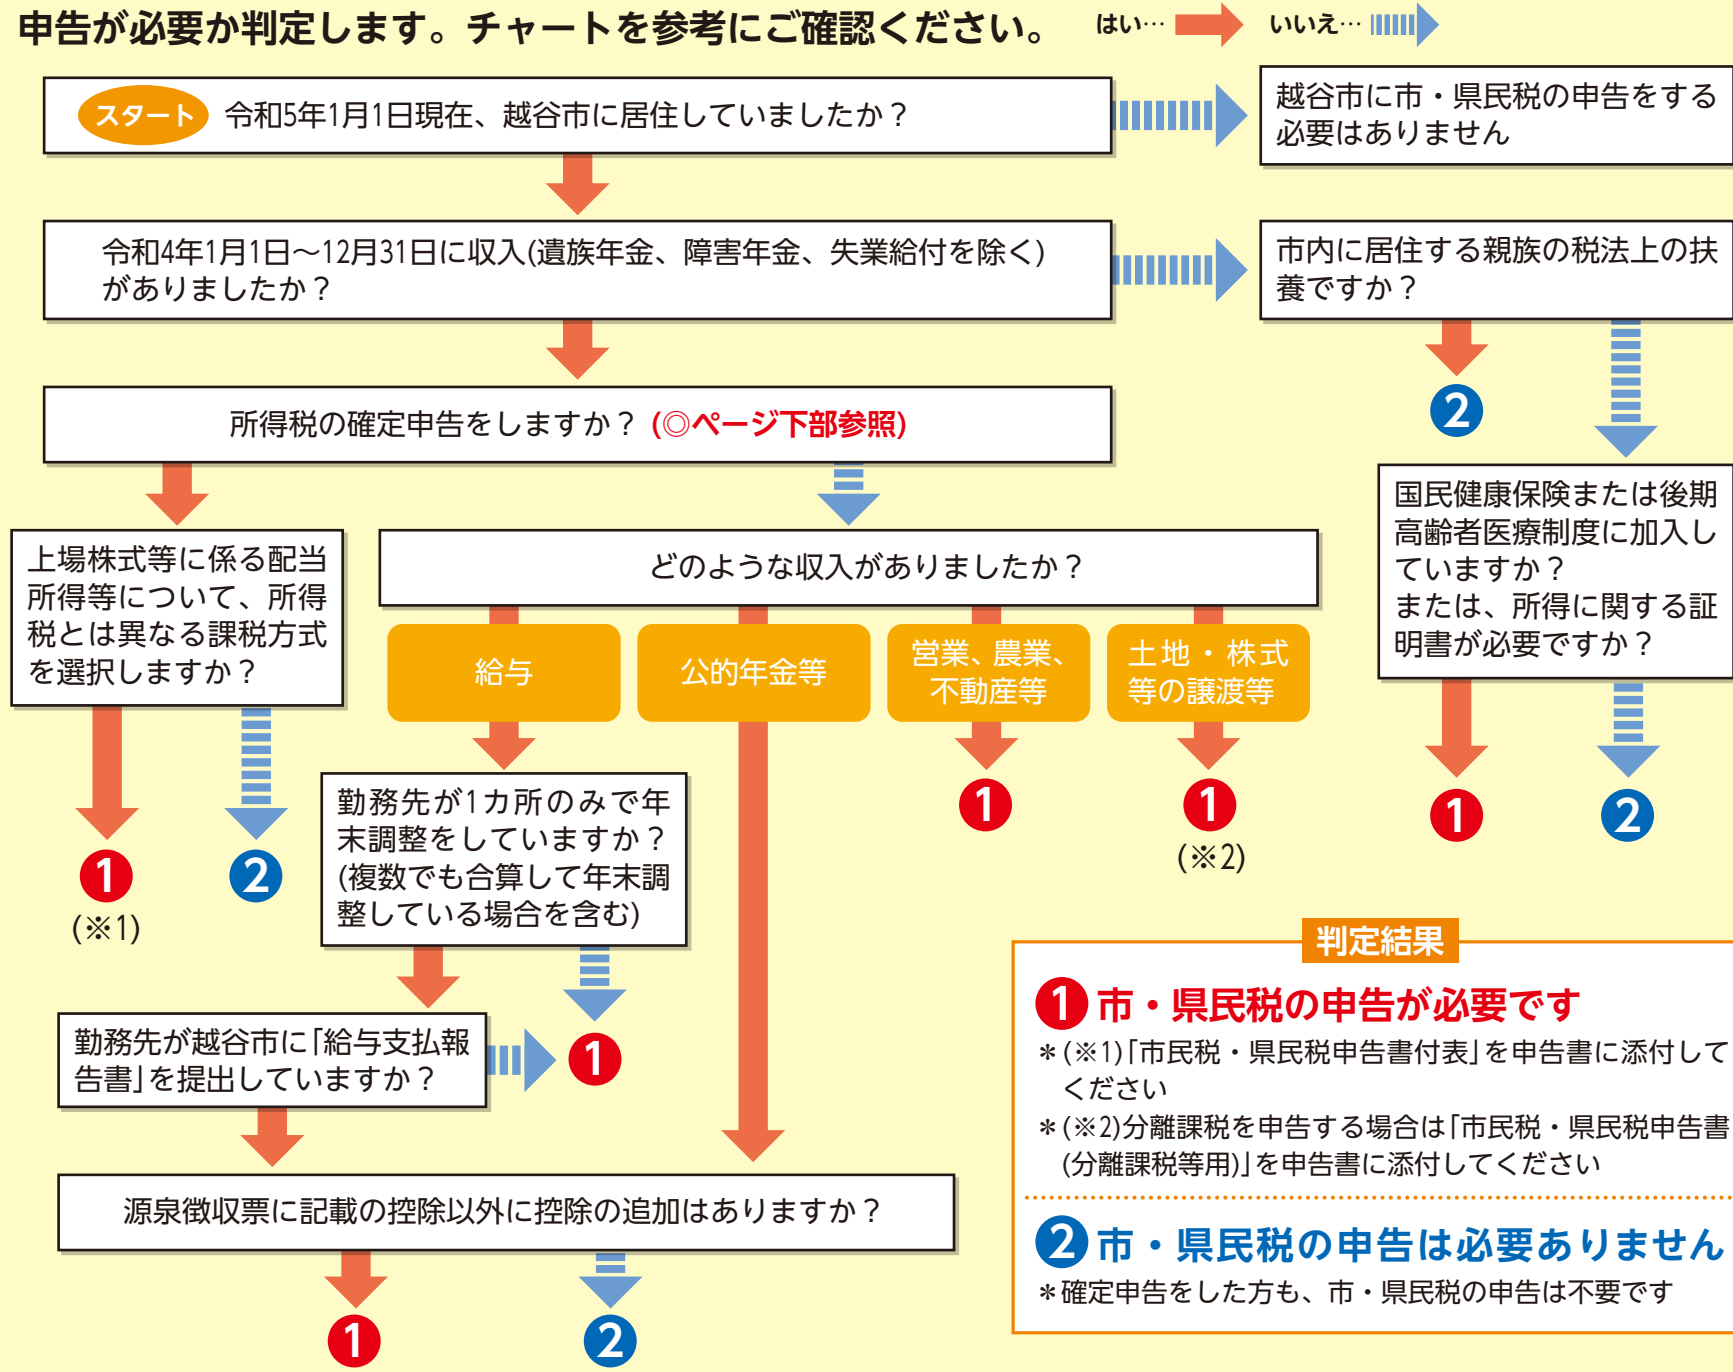 申告が必要か判定します。チャートを参考にご確認ください。 はい… いいえ…
スタート 令和5年1月1日現在、越谷市に居住していましたか？
越谷市に市・県民税の申告をする
必要はありません
令和4年1月1日～12月31日に収入(遺族年金、障害年金、失業給付を除く)
がありましたか？
市内に居住する親族の税法上の扶
養ですか？
2
所得税の確定申告をしますか？ (◎ページ下部参照)
国民健康保険または後期
高齢者医療制度に加入し
ていますか？
または、所得に関する証
明書が必要ですか？
1
2
上場株式等に係る配当
所得等について、所得
税とは異なる課税方式
を選択しますか？
1
(※1)
2
どのような収入がありましたか？
給与
公的年金等
営業、農業、
不動産等
土地・株式
等の譲渡等
1
1
(※2)
勤務先が1カ所のみで年
末調整をしていますか？
(複数でも合算して年末調
整している場合を含む)
勤務先が越谷市に「給与支払報
告書」を提出していますか？
1
源泉徴収票に記載の控除以外に控除の追加はありますか？
1
2
判定結果
1 市・県民税の申告が必要です
＊(※1)「市民税・県民税申告書付表」を申告書に添付して
ください
＊(※2)分離課税を申告する場合は「市民税・県民税申告書
(分離課税等用)」を申告書に添付してください
2 市・県民税の申告は必要ありません
＊確定申告をした方も、市・県民税の申告は不要です